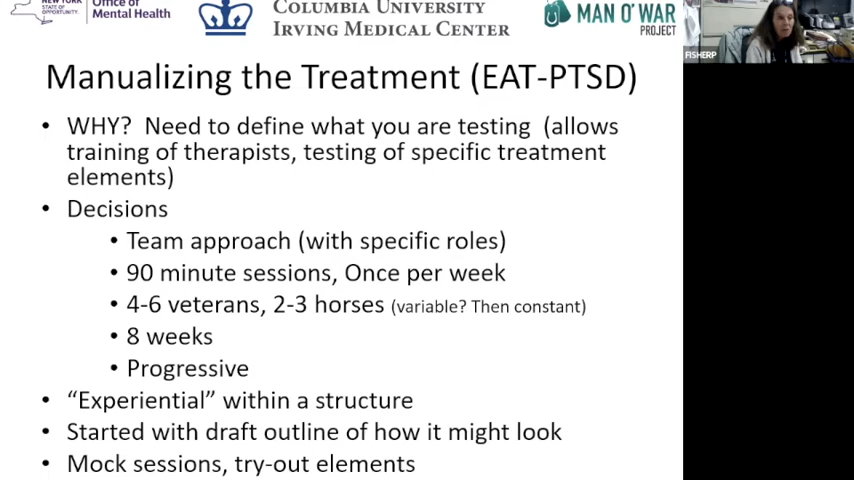 NEW YORK
STATE OF
OPPORTUNITY.
Office of
Mental Health
COLUMBIA UNIVERSITY
IRVING MEDICAL CENTER
MAN O' WAR
PROJECT
FISHERP
Manualizing the Treatment (EAT-PTSD)
• WHY? Need to define what you are testing (allows
training of therapists, testing of specific treatment
elements)
• Decisions
• Team approach (with specific roles)
• 90 minute sessions, Once per week
• 4-6 veterans, 2-3 horses (variable? Then constant)
• 8 weeks
• Progressive
• “Experiential” within a structure
• Started with draft outline of how it might look
• Mock sessions, try-out elements